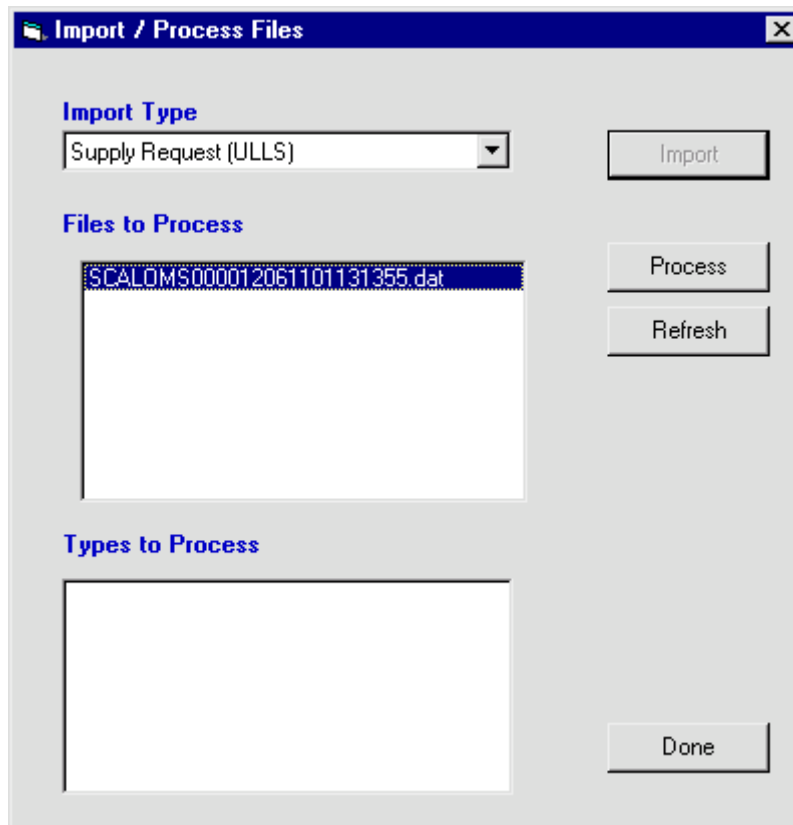 Import / Process Files
Import Type
Supply Request (ULLS)
Import
Files to Process
SCALOMS000012061101131355.dat
Process
Refresh
Types to Process
Done